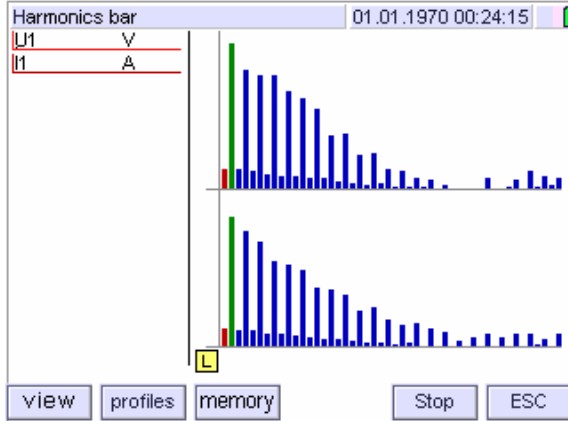 Harmonics bar 01.01.1970 00:24:15
U1 V
I1 A
L
view profiles memory Stop ESC